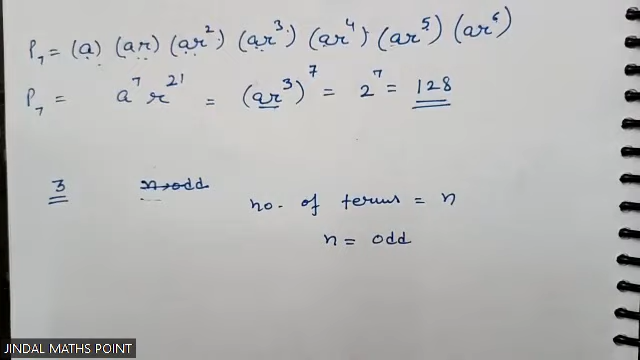 P₇ = (a) (ar) (ar²) (ar³) (ar⁴) (ar⁵) (ar⁶)
P₇ = a⁷ r²¹ = (ar³)⁷ = 2⁷ = 128
3 n→odd no. of terms = n
n = odd
JINDAL MATHS POINT